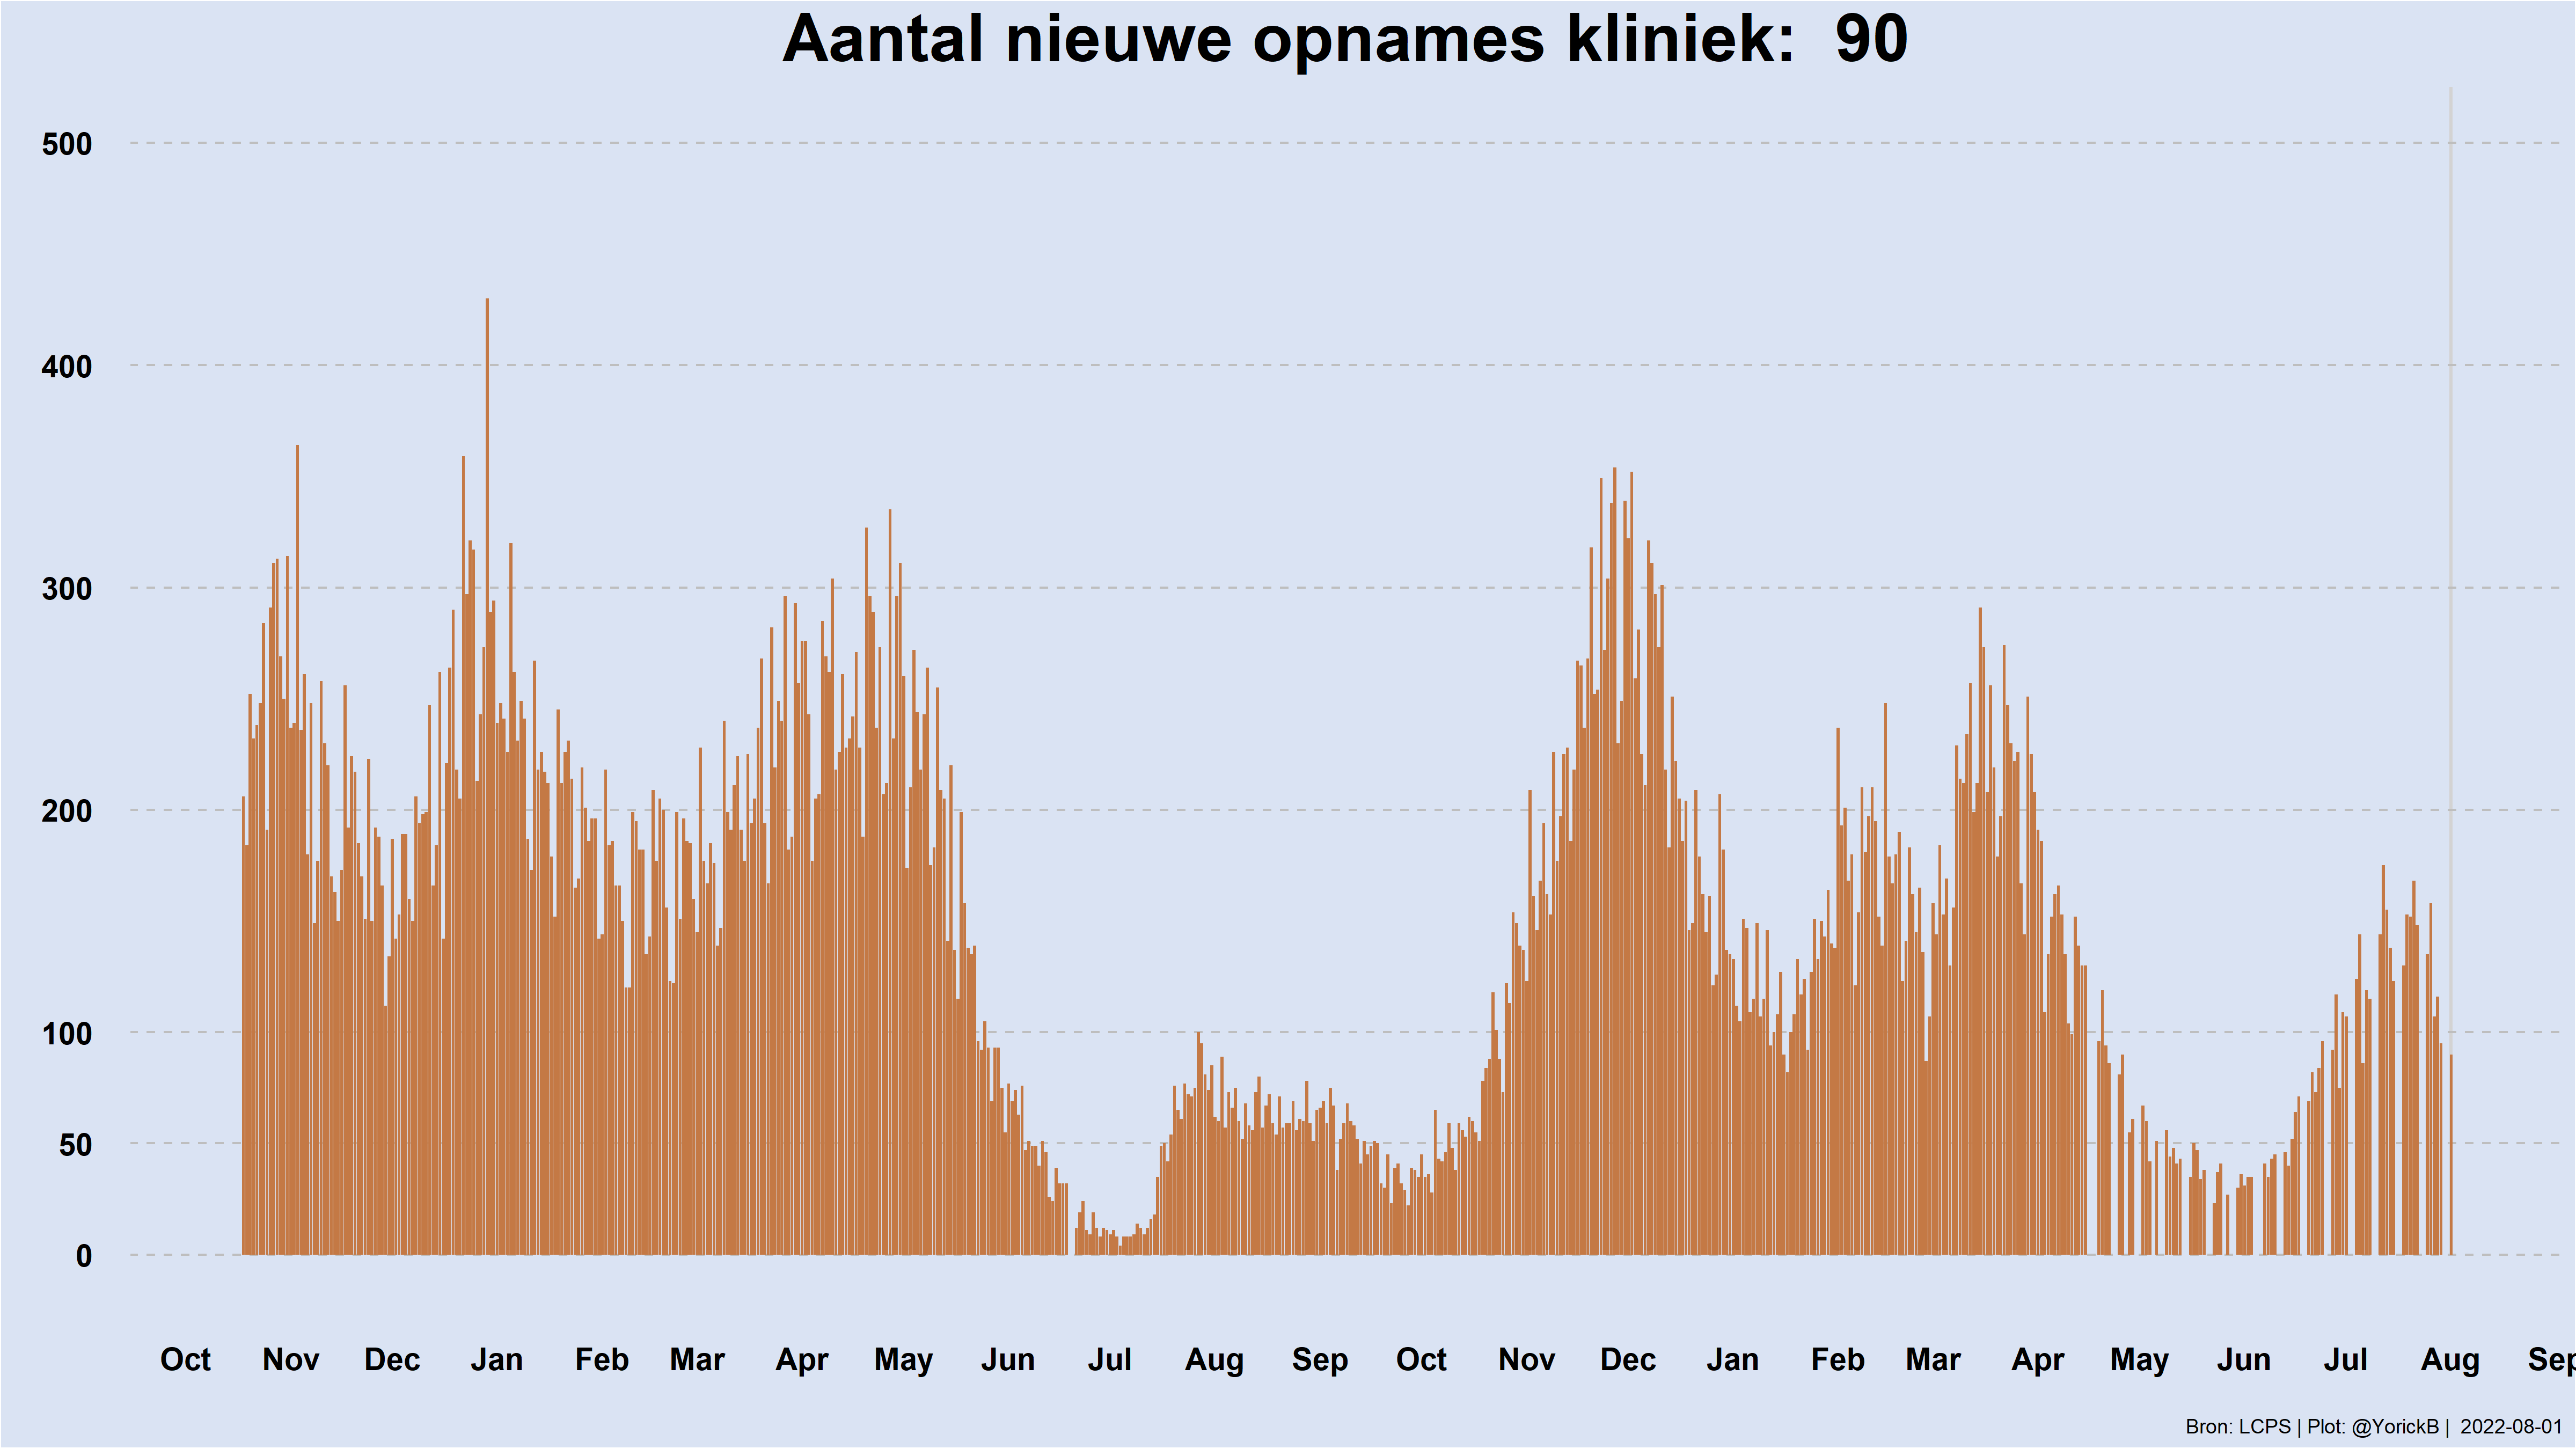 Aantal nieuwe opnames kliniek:  90
500
400
300
200
100
50
0
Oct Nov Dec Jan Feb Mar Apr May Jun Jul Aug Sep Oct Nov Dec Jan Feb Mar Apr May Jun Jul Aug Sep
Bron: LCPS | Plot: @YorickB |  2022-08-01